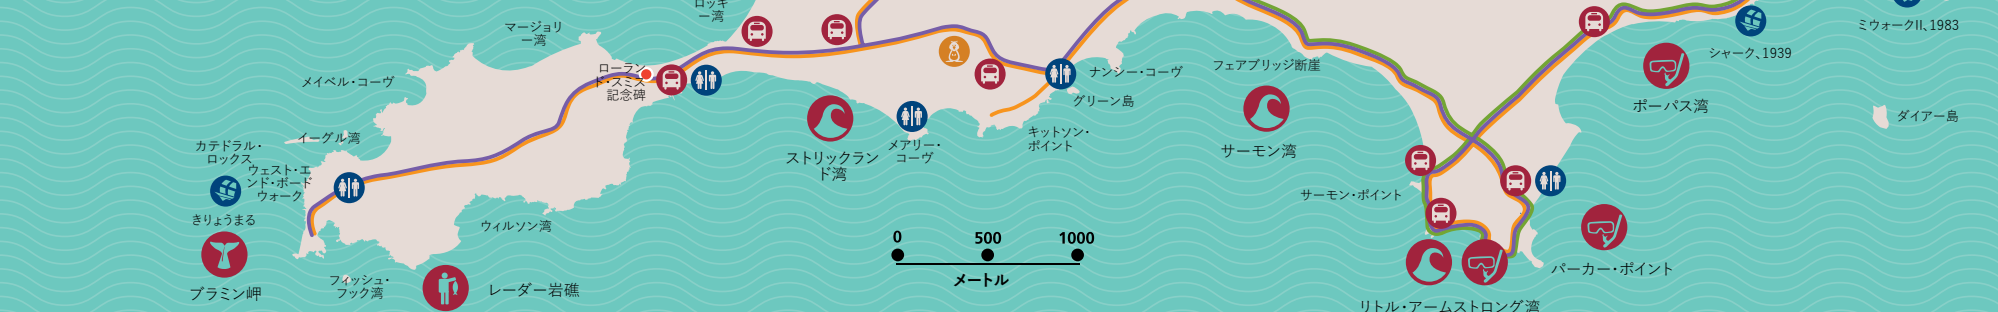 ロッキ
ー湾
マージョリ
ー湾
ミウォークII、1983
シャーク、1939
メイベル・コーヴ
ローラン
ド・スミス
記念碑
ナンシー・コーヴ
フェアブリッジ断崖
グリーン島
ポーパス湾
ダイアー島
イーグル湾
カテドラル・
ロックス
ウェスト・エ
ンド・ボード
ウォーク
ストリックラン
ド湾
メアリー・
コーヴ
キットソン・
ポイント
サーモン湾
サーモン・ポイント
きりょうまる
ウィルソン湾
0 500 1000
メートル
ブラミン岬
フィッシュ・
フック湾
レーダー岩礁
パーカー・ポイント
リトル・アームストロング湾